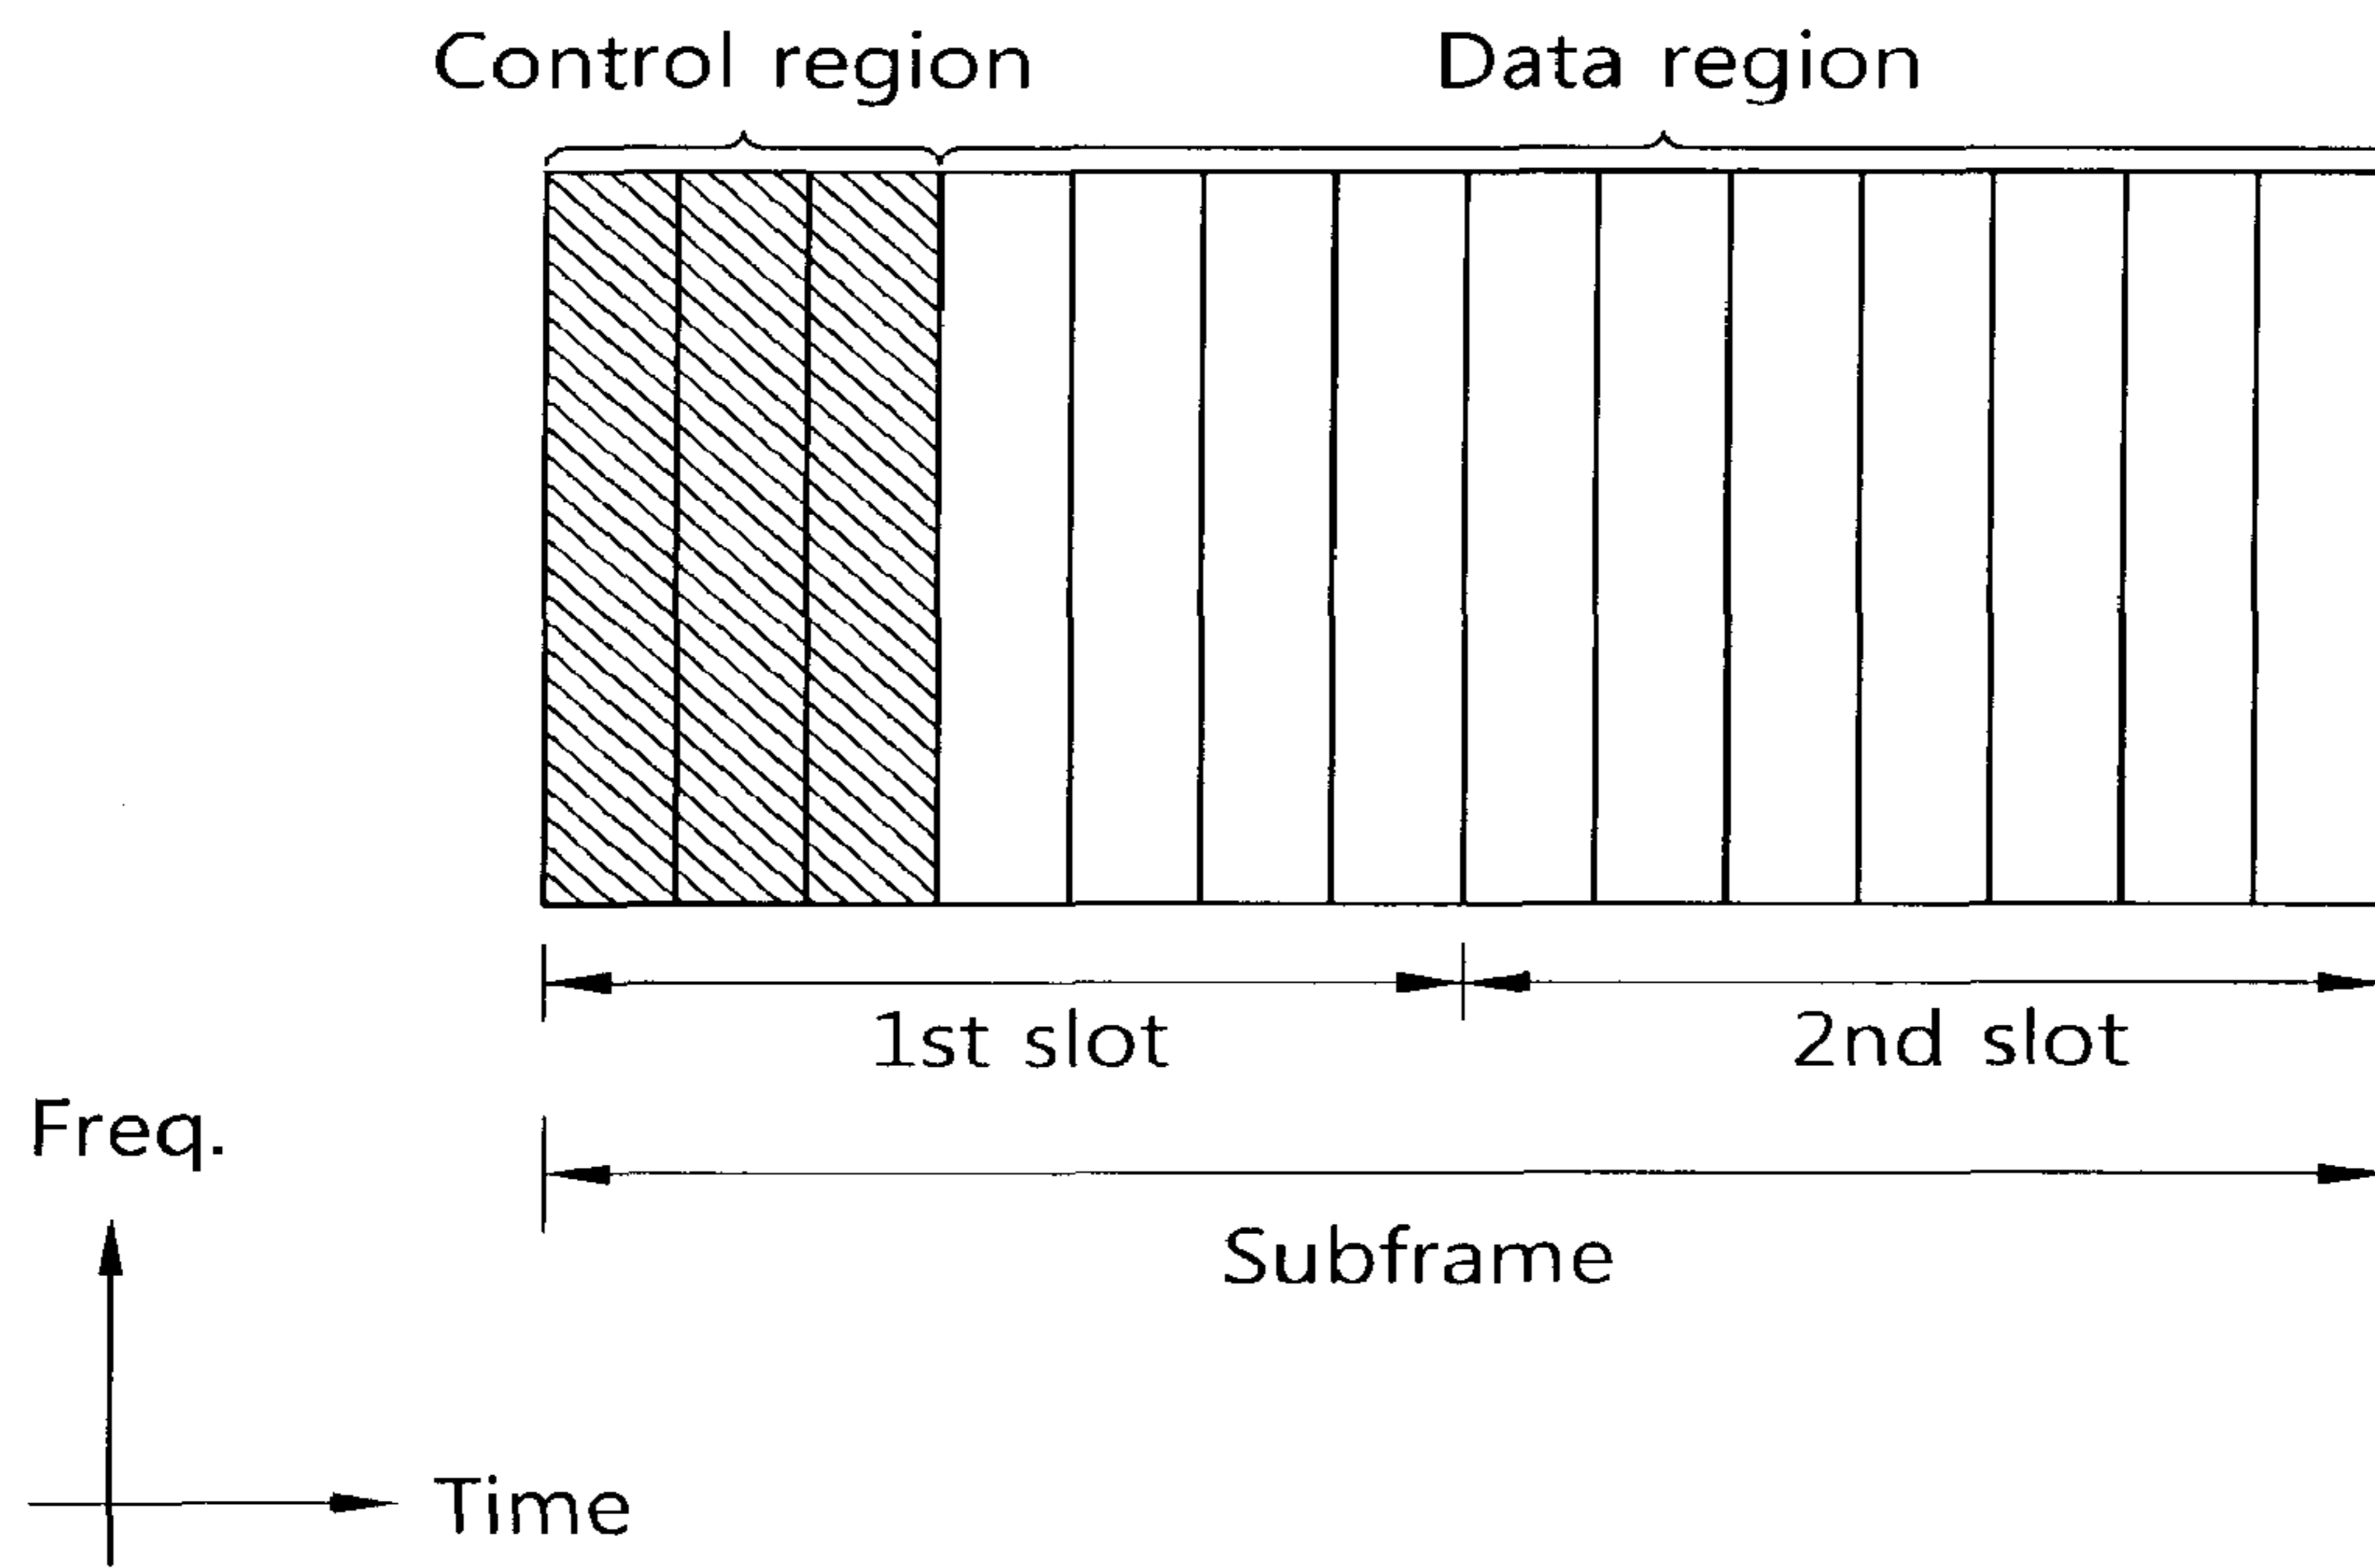 Control region
Data region
1st slot
2nd slot
Freq.
Subframe
Time